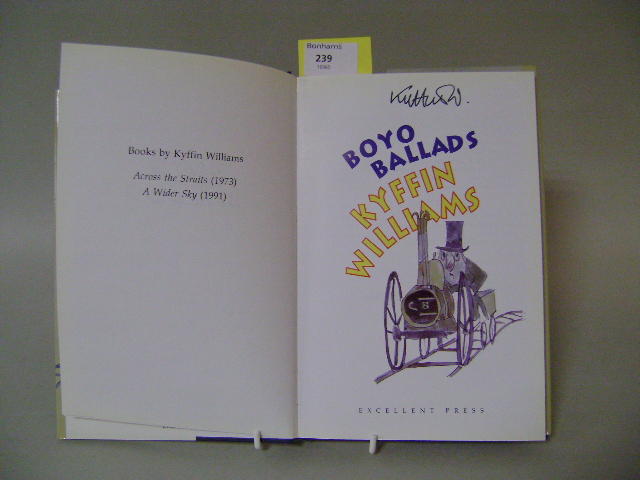 Bonhams
239
Books by Kyffin Williams
Across the Straits (1973)
A Wider Sky (1991)
BOYO
BALLADS
KYFFIN
WILLIAMS
EXCELLENT PRESS